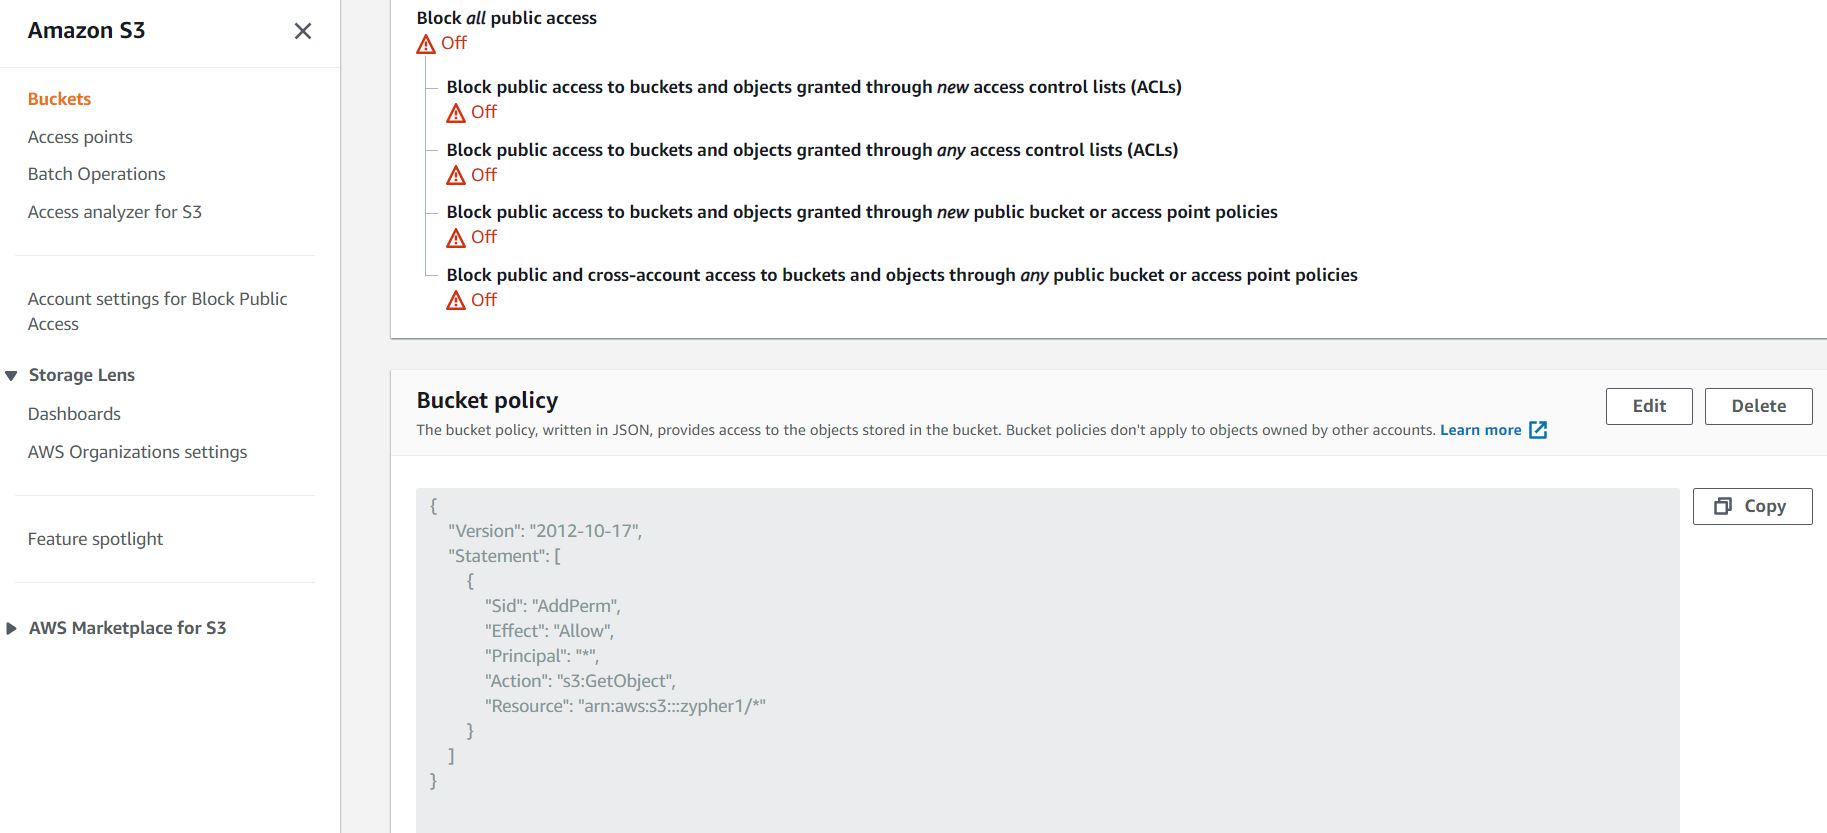 Amazon S3
Buckets
Access points
Batch Operations
Access analyzer for S3
Account settings for Block Public
Access
Storage Lens
Dashboards
AWS Organizations settings
Feature spotlight
AWS Marketplace for S3
Block all public access
Off
Block public access to buckets and objects granted through new access control lists (ACLs)
Off
Block public access to buckets and objects granted through any access control lists (ACLs)
Off
Block public access to buckets and objects granted through new public bucket or access point policies
Off
Block public and cross-account access to buckets and objects through any public bucket or access point policies
Off
Bucket policy
Edit
Delete
The bucket policy, written in JSON, provides access to the objects stored in the bucket. Bucket policies don't apply to objects owned by other accounts. Learn more
Copy
{
"Version": "2012-10-17",
"Statement": [
{
"Sid": "AddPerm",
"Effect": "Allow",
"Principal": "*",
"Action": "s3:GetObject",
"Resource": "arn:aws:s3:::zypher1/*"
}
]
}